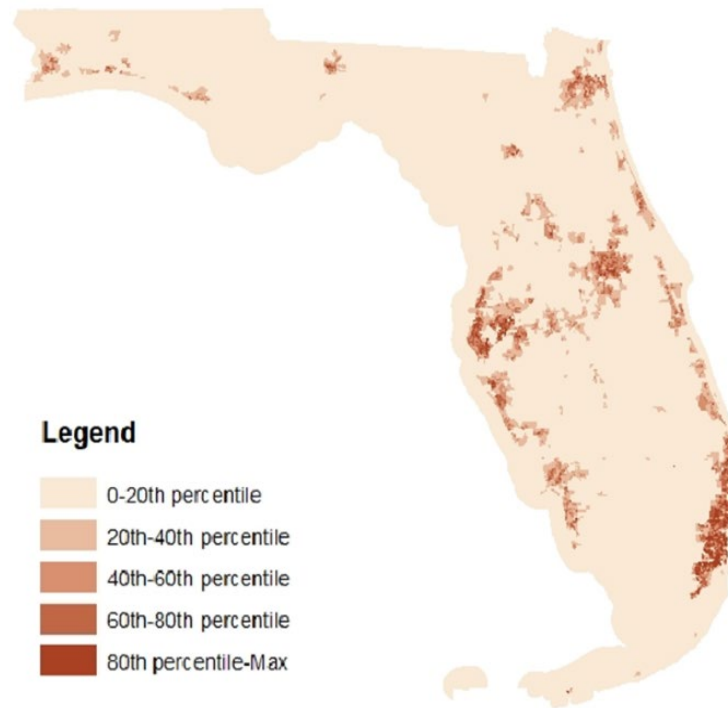 Legend
0-20th percentile
20th-40th percentile
40th-60th percentile
60th-80th percentile
80th percentile-Max